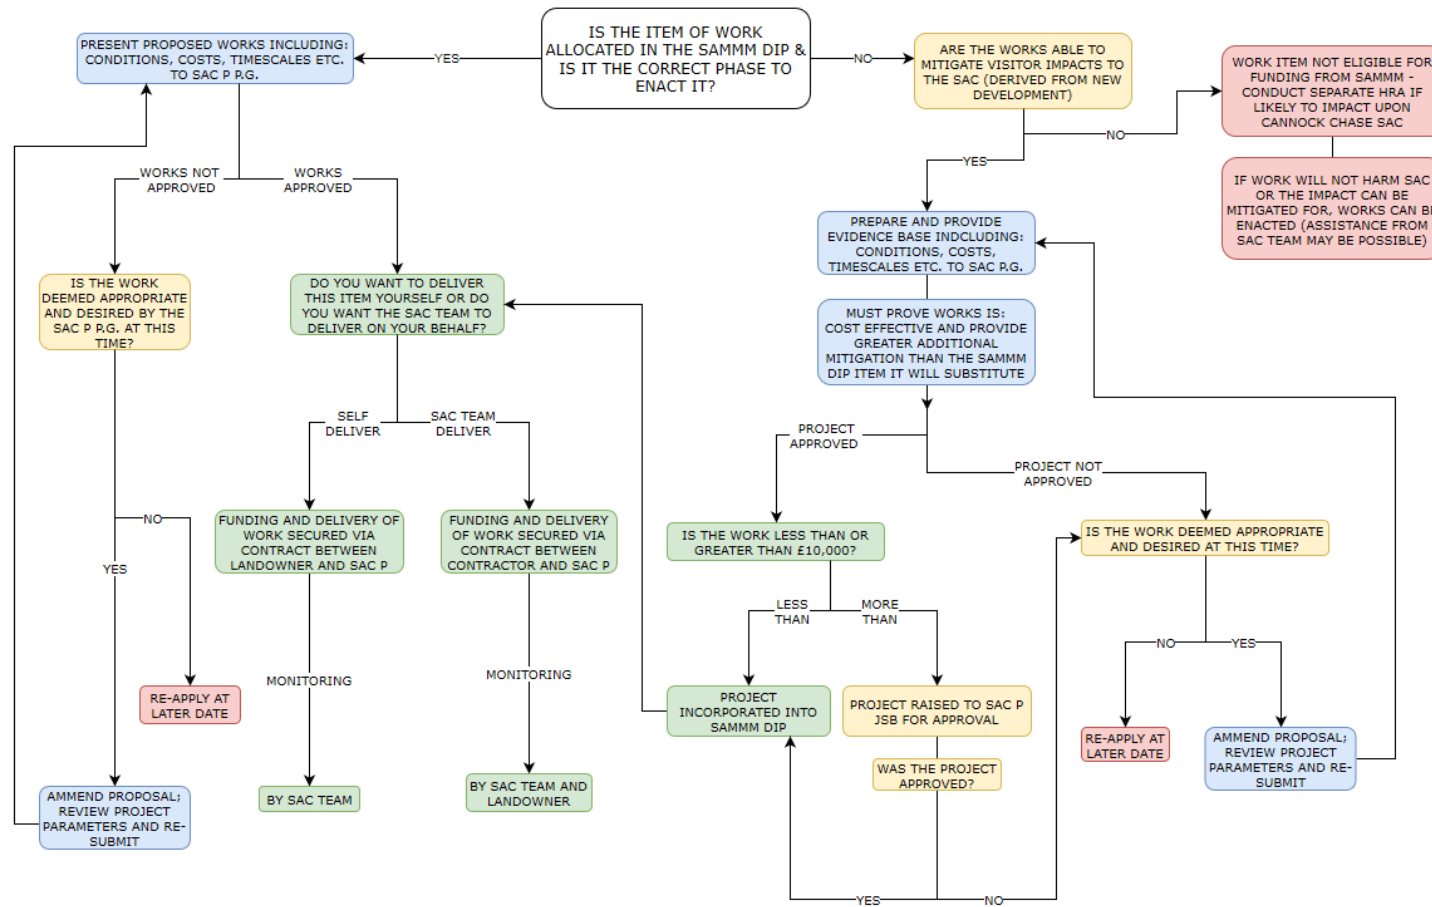 IS THE ITEM OF WORK
ALLOCATED IN THE SAMMM DIP &
IS IT THE CORRECT PHASE TO
ENACT IT?
YES
NO
PRESENT PROPOSED WORKS INCLUDING:
CONDITIONS, COSTS, TIMESCALES ETC.
TO SAC P P.G.
ARE THE WORKS ABLE TO
MITIGATE VISITOR IMPACTS TO
THE SAC (DERIVED FROM NEW
DEVELOPMENT)
WORK ITEM NOT ELIGIBLE FOR
FUNDING FROM SAMMM -
CONDUCT SEPARATE HRA IF
LIKELY TO IMPACT UPON
CANNOCK CHASE SAC
NO
YES
IF WORK WILL NOT HARM SAC
OR THE IMPACT CAN BE
MITIGATED FOR, WORKS CAN BE
ENACTED (ASSISTANCE FROM
SAC TEAM MAY BE POSSIBLE)
WORKS NOT
APPROVED
WORKS
APPROVED
PREPARE AND PROVIDE
EVIDENCE BASE INDCLUDING:
CONDITIONS, COSTS,
TIMESCALES ETC. TO SAC P.G.
IS THE WORK
DEEMED APPROPRIATE
AND DESIRED BY THE
SAC P P.G. AT THIS
TIME?
DO YOU WANT TO DELIVER
THIS ITEM YOURSELF OR DO
YOU WANT THE SAC TEAM TO
DELIVER ON YOUR BEHALF?
MUST PROVE WORKS IS:
COST EFFECTIVE AND PROVIDE
GREATER ADDITIONAL
MITIGATION THAN THE SAMMM
DIP ITEM IT WILL SUBSTITUTE
SELF
DELIVER
SAC TEAM
DELIVER
PROJECT
APPROVED
PROJECT NOT
APPROVED
NO
YES
FUNDING AND DELIVERY OF
WORK SECURED VIA
CONTRACT BETWEEN
LANDOWNER AND SAC P
FUNDING AND DELIVERY
OF WORK SECURED VIA
CONTRACT BETWEEN
CONTRACTOR AND SAC P
IS THE WORK LESS THAN OR
GREATER THAN £10,000?
IS THE WORK DEEMED APPROPRIATE
AND DESIRED AT THIS TIME?
LESS
THAN
MORE
THAN
NO
YES
MONITORING
MONITORING
RE-APPLY AT
LATER DATE
PROJECT
INCORPORATED INTO
SAMMM DIP
PROJECT RAISED TO SAC P
JSB FOR APPROVAL
WAS THE PROJECT
APPROVED?
RE-APPLY AT
LATER DATE
AMMEND PROPOSAL;
REVIEW PROJECT
PARAMETERS AND RE-
SUBMIT
AMMEND PROPOSAL;
REVIEW PROJECT
PARAMETERS AND RE-
SUBMIT
BY SAC TEAM
BY SAC TEAM AND
LANDOWNER
YES
NO